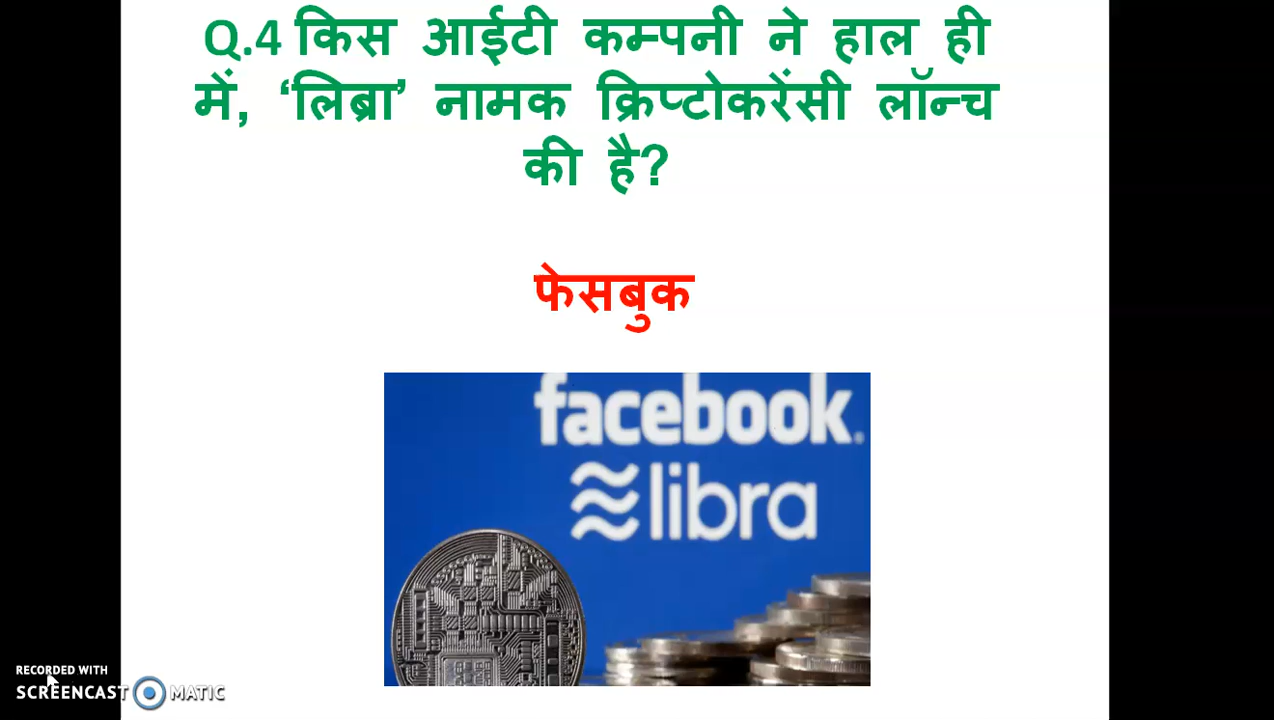 Q.4 किस आईटी कम्पनी ने हाल ही
में, ‘लिब्रा’ नामक क्रिप्टोकरेंसी लॉन्च
की है?
फेसबुक
facebook.
libra
RECORDED WITH
SCREENCAST MATIC